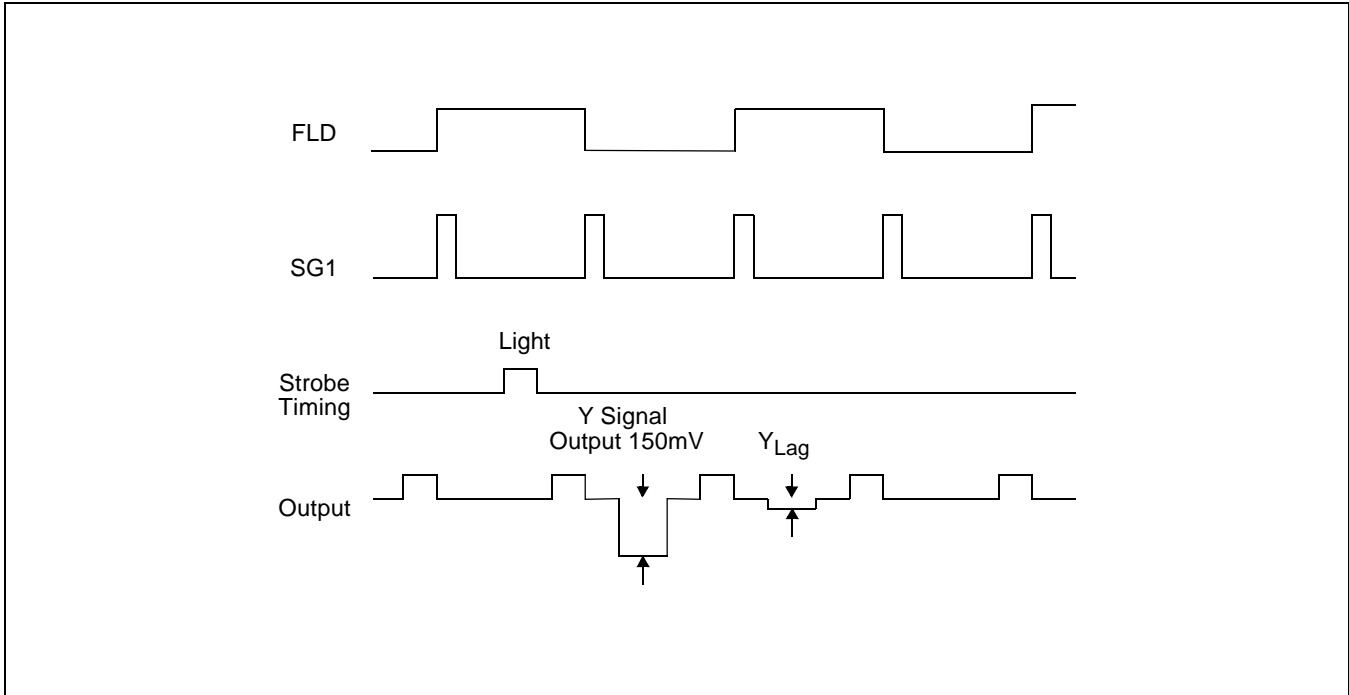 FLD
SG1
Light
Strobe
Timing
Y Signal
Output 150mV
YLag
Output